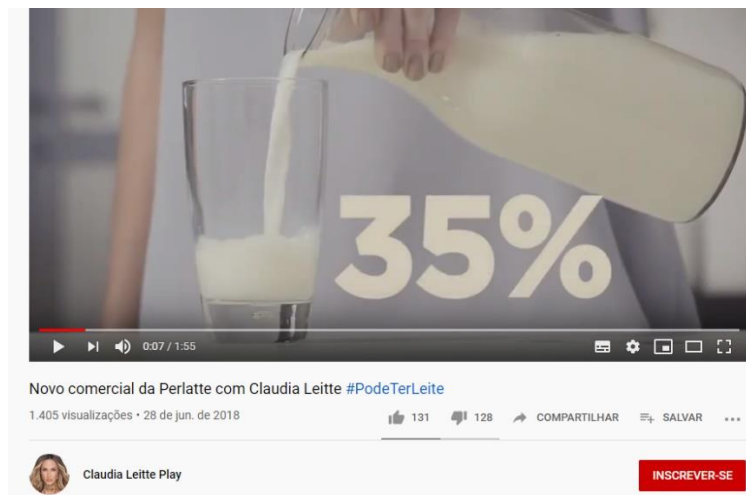 35%
0:07 / 1:55
Novo comercial da Perlatte com Claudia Leitte #PodeTerLeite
1.405 visualizações • 28 de jun. de 2018
131 128 COMPARTILHAR SALVAR
Claudia Leitte Play
INSCREVER-SE